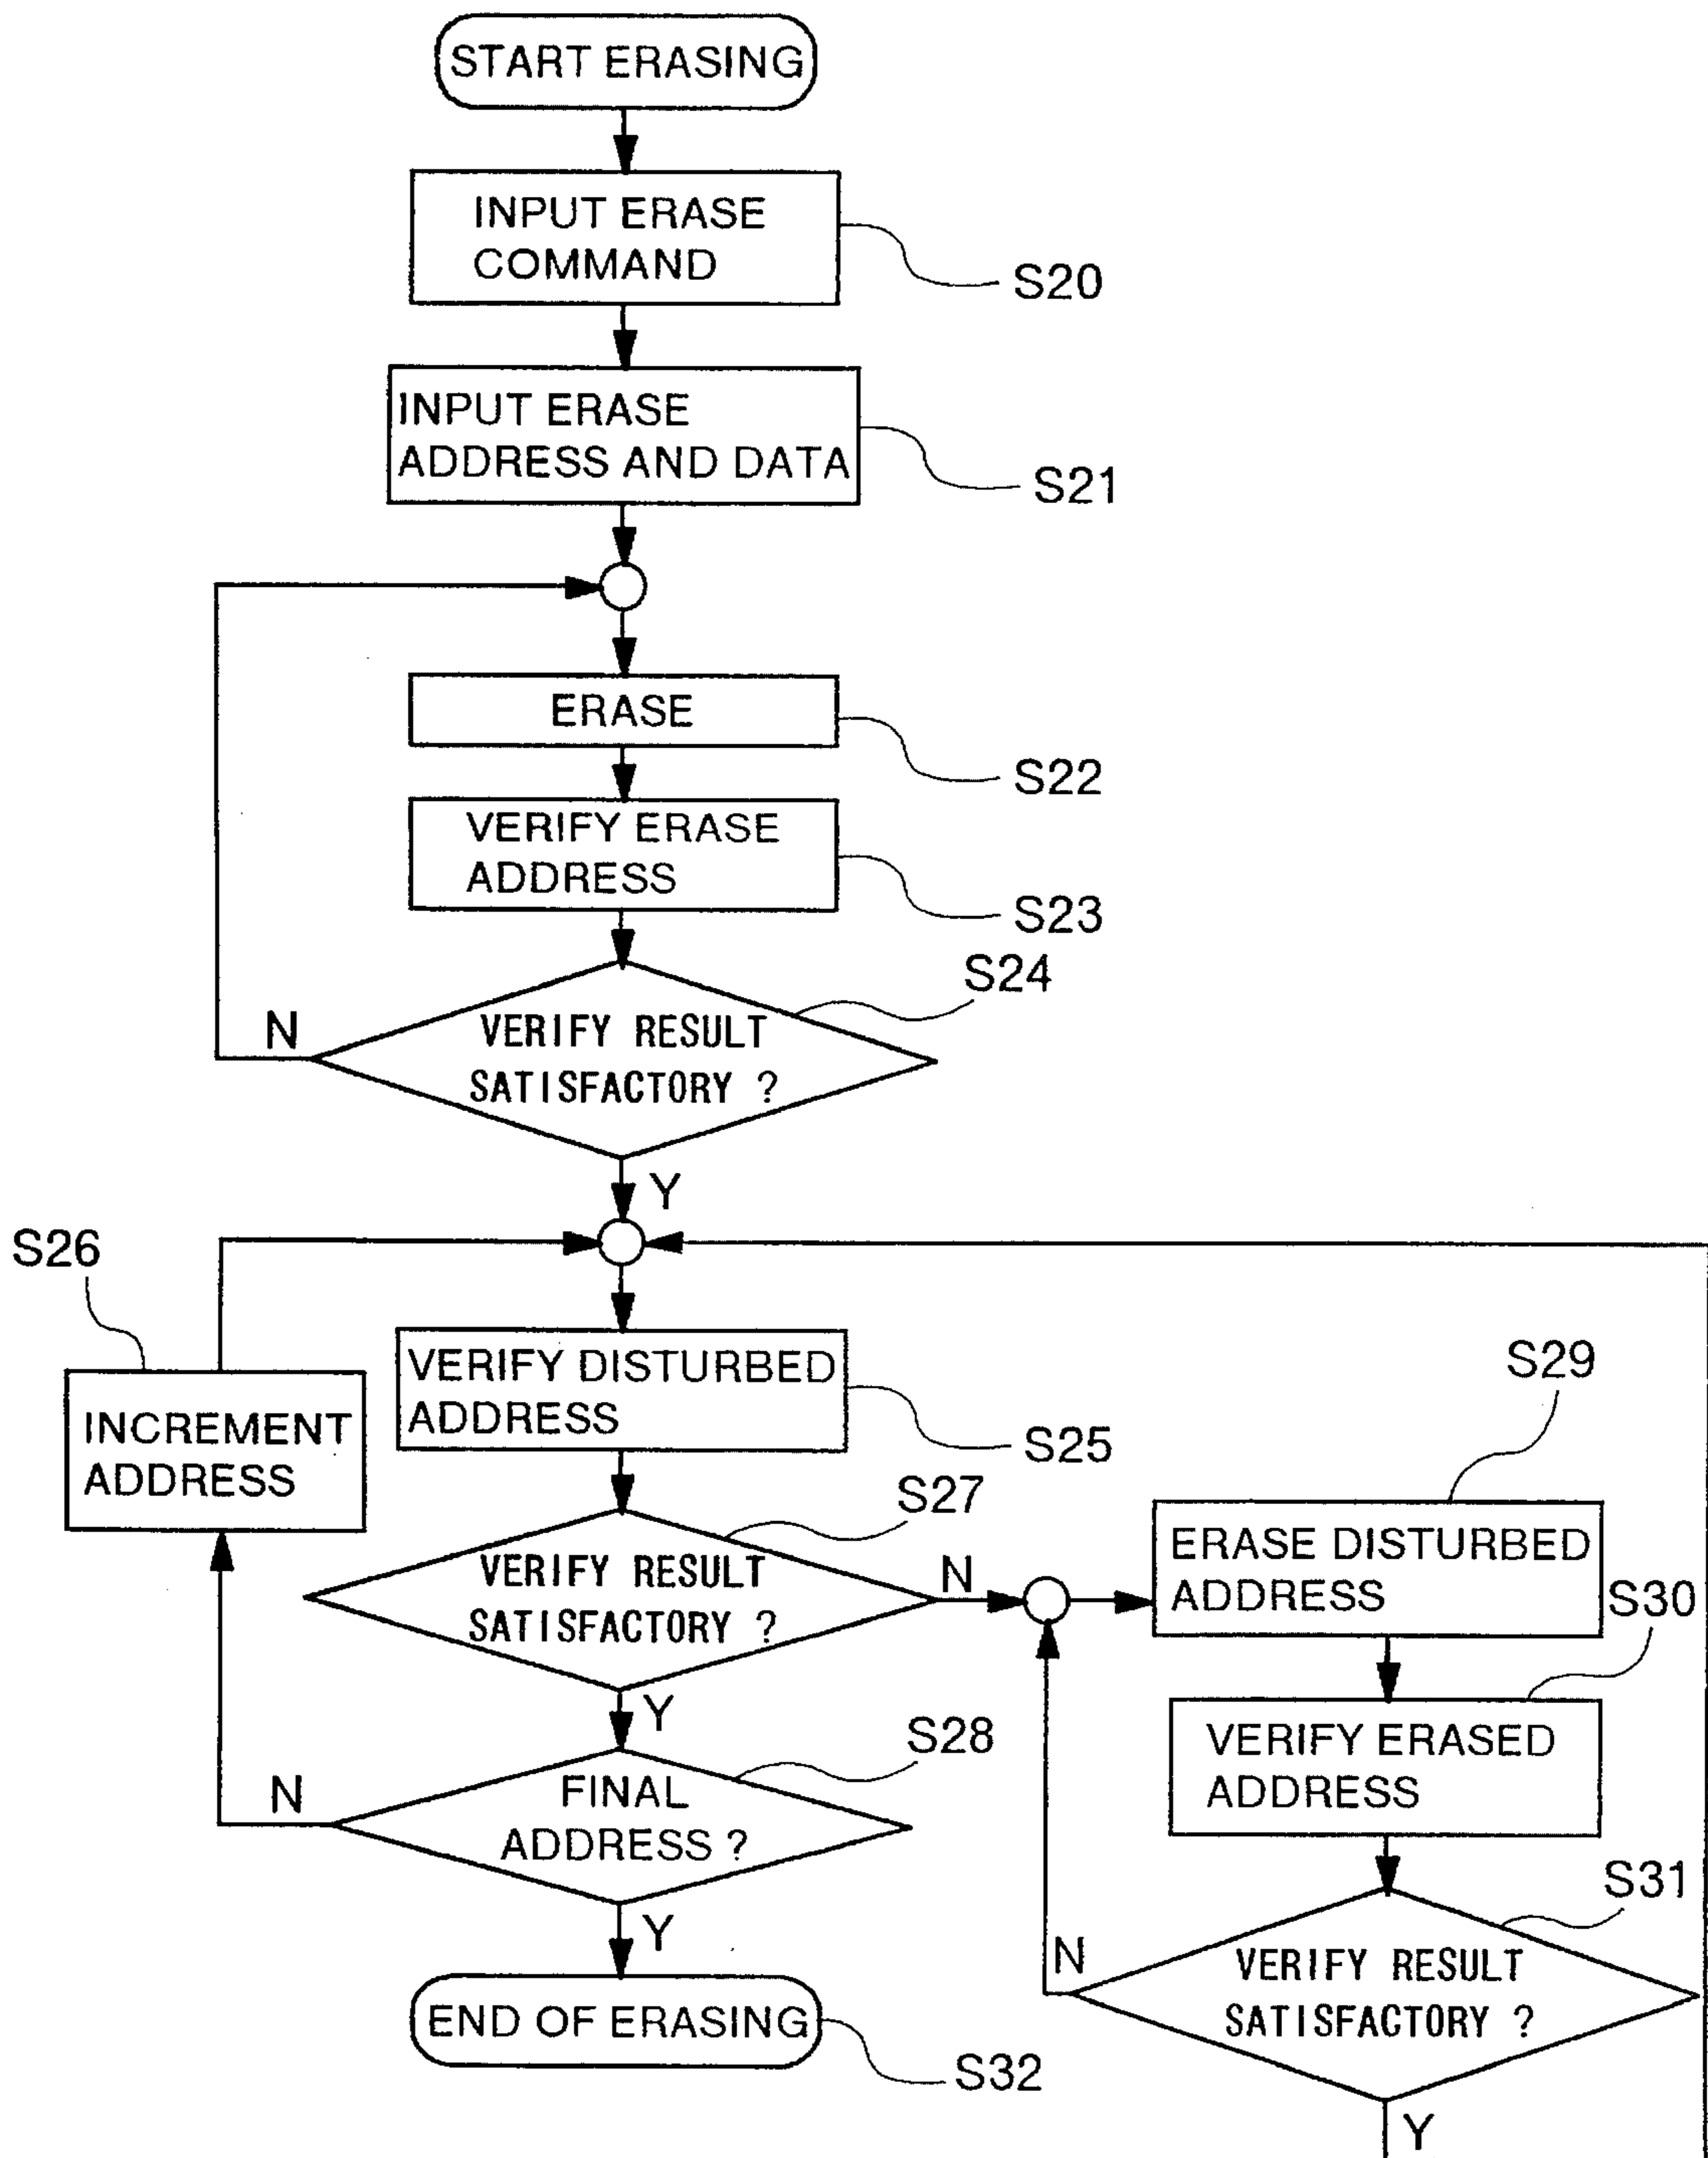 START ERASING
INPUT ERASE
COMMAND
S20
INPUT ERASE
ADDRESS AND DATA
S21
ERASE
S22
VERIFY ERASE
ADDRESS
S23
S24
VERIFY RESULT
SATISFACTORY ?
N
Y
S26
INCREMENT
ADDRESS
VERIFY DISTURBED
ADDRESS
S25
S27
VERIFY RESULT
SATISFACTORY ?
N
Y
S29
ERASE DISTURBED
ADDRESS
S30
VERIFY ERASED
ADDRESS
S28
FINAL
ADDRESS ?
N
Y
S31
VERIFY RESULT
SATISFACTORY ?
N
Y
END OF ERASING
S32